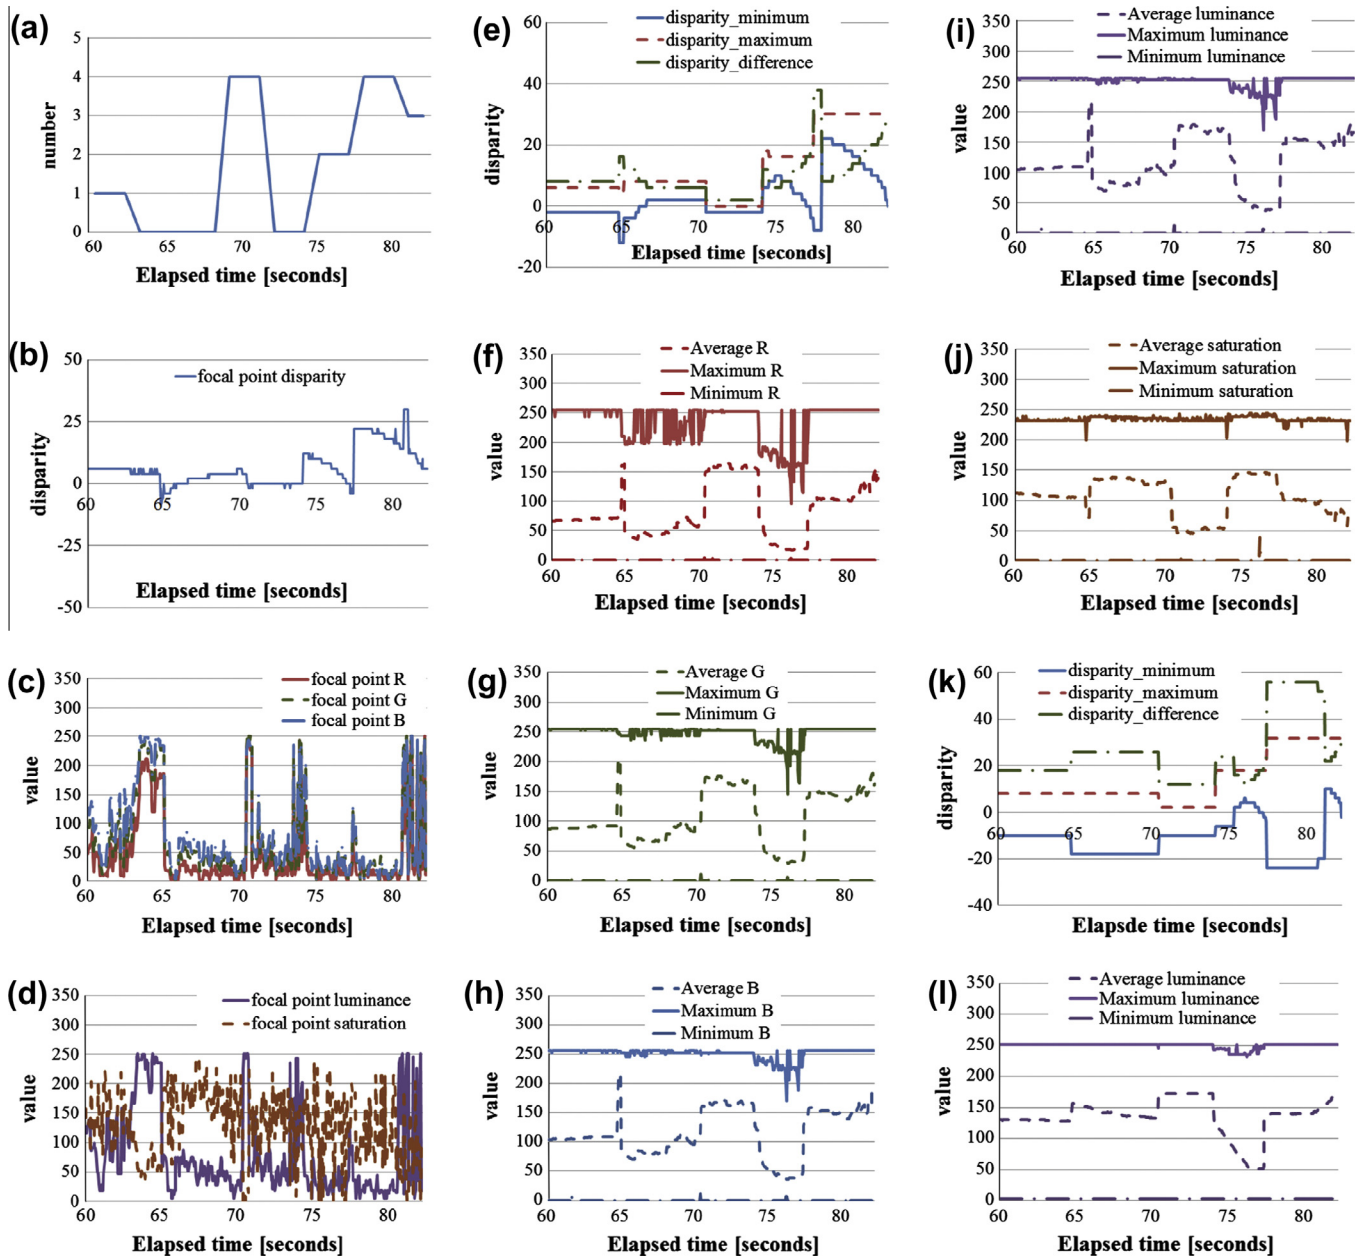 (a)
5
4
3
2
1
0
number
60 65 70 75 80
Elapsed time [seconds]
(b)
50
25
0
-25
-50
disparity
focal point disparity
60 65 70 75 80
Elapsed time [seconds]
(c)
350
300
250
200
150
100
50
0
value
focal point R
focal point G
focal point B
60 65 70 75 80
Elapsed time [seconds]
(d)
350
300
250
200
150
100
50
0
value
focal point luminance
focal point saturation
60 65 70 75 80
Elapsed time [seconds]
(e)
60
40
20
0
-20
disparity
disparity_minimum
disparity_maximum
disparity_difference
60 65 70 75 80
Elapsed time [seconds]
(f)
350
300
250
200
150
100
50
0
value
Average R
Maximum R
Minimum R
60 65 70 75 80
Elapsed time [seconds]
(g)
350
300
250
200
150
100
50
0
value
Average G
Maximum G
Minimum G
60 65 70 75 80
Elapsed time [seconds]
(h)
350
300
250
200
150
100
50
0
value
Average B
Maximum B
Minimum B
60 65 70 75 80
Elapsed time [seconds]
(i)
350
300
250
200
150
100
50
0
value
Average luminance
Maximum luminance
Minimum luminance
60 65 70 75 80
Elapsed time [seconds]
(j)
350
300
250
200
150
100
50
0
value
Average saturation
Maximum saturation
Minimum saturation
60 65 70 75 80
Elapsed time [seconds]
(k)
60
40
20
0
-20
-40
disparity
disparity_minimum
disparity_maximum
disparity_difference
60 65 70 75 80
Elapsde time [seconds]
(l)
350
300
250
200
150
100
50
0
value
Average luminance
Maximum luminance
Minimum luminance
60 65 70 75 80
Elapsed time [seconds]